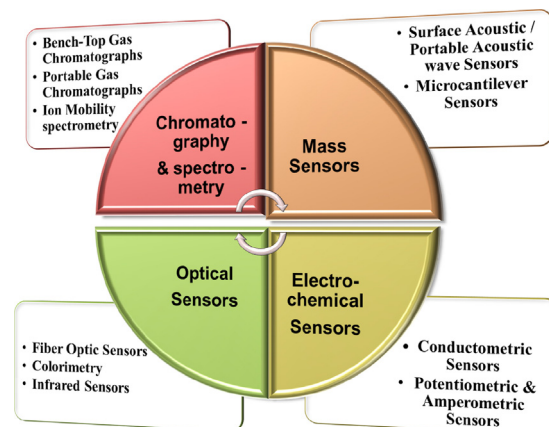 • Bench-Top Gas
Chromatographs
• Portable Gas
Chromatographs
• Ion Mobility
spectrometry
• Surface Acoustic /
Portable Acoustic
wave Sensors
• Microcantilever
Sensors
Chromato -
graphy
& spectro -
metry
Mass
Sensors
Optical
Sensors
Electro-
chemical
Sensors
• Fiber Optic Sensors
• Colorimetry
• Infrared Sensors
• Conductometric
Sensors
• Potentiometric &
Amperometric
Sensors